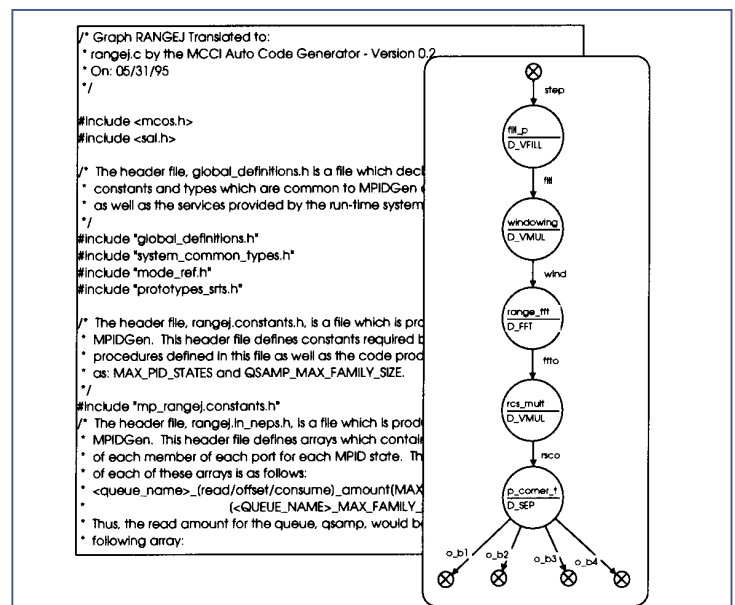 /* Graph RANGEJ Translated to:
* rangej.c by the MCCI Auto Code Generator - Version 0.2
* On: 05/31/95
*/
#include <mcos.h>
#include <sal.h>
/* The header file, global_definitions.h is a file which decl
* constants and types which are common to MPIDGen
* as well as the services provided by the run-time system
*/
#include "global_definitions.h"
#include "system_common_types.h"
#include "mode_ref.h"
#include "prototypes_srts.h"
/* The header file, rangej.constants.h, is a file which is pro
* MPIDGen. This header file defines constants required b
* procedures defined in this file as well as the code prod
* as: MAX_PID_STATES and QSAMP_MAX_FAMILY_SIZE.
*/
#include "mp_rangej.constants.h"
/* The header file, rangej.in_neps.h, is a file which is produ
* MPIDGen. This header file defines arrays which contai
* of each member of each port for each MPID state. Th
* of each of these arrays is as follows:
* <queue_name>_(read/offset/consume)_amount(MAX
* (<QUEUE_NAME>_MAX_FAMILY_
* Thus, the read amount for the queue, qsamp, would b
* following array:
step
fill_p
D_VFILL
fill
windowing
D_VMUL
wind
range_fft
D_FFT
ffto
rcs_mult
D_VMUL
rsco
p_corner_t
D_SEP
o_b1 o_b2 o_b3 o_b4